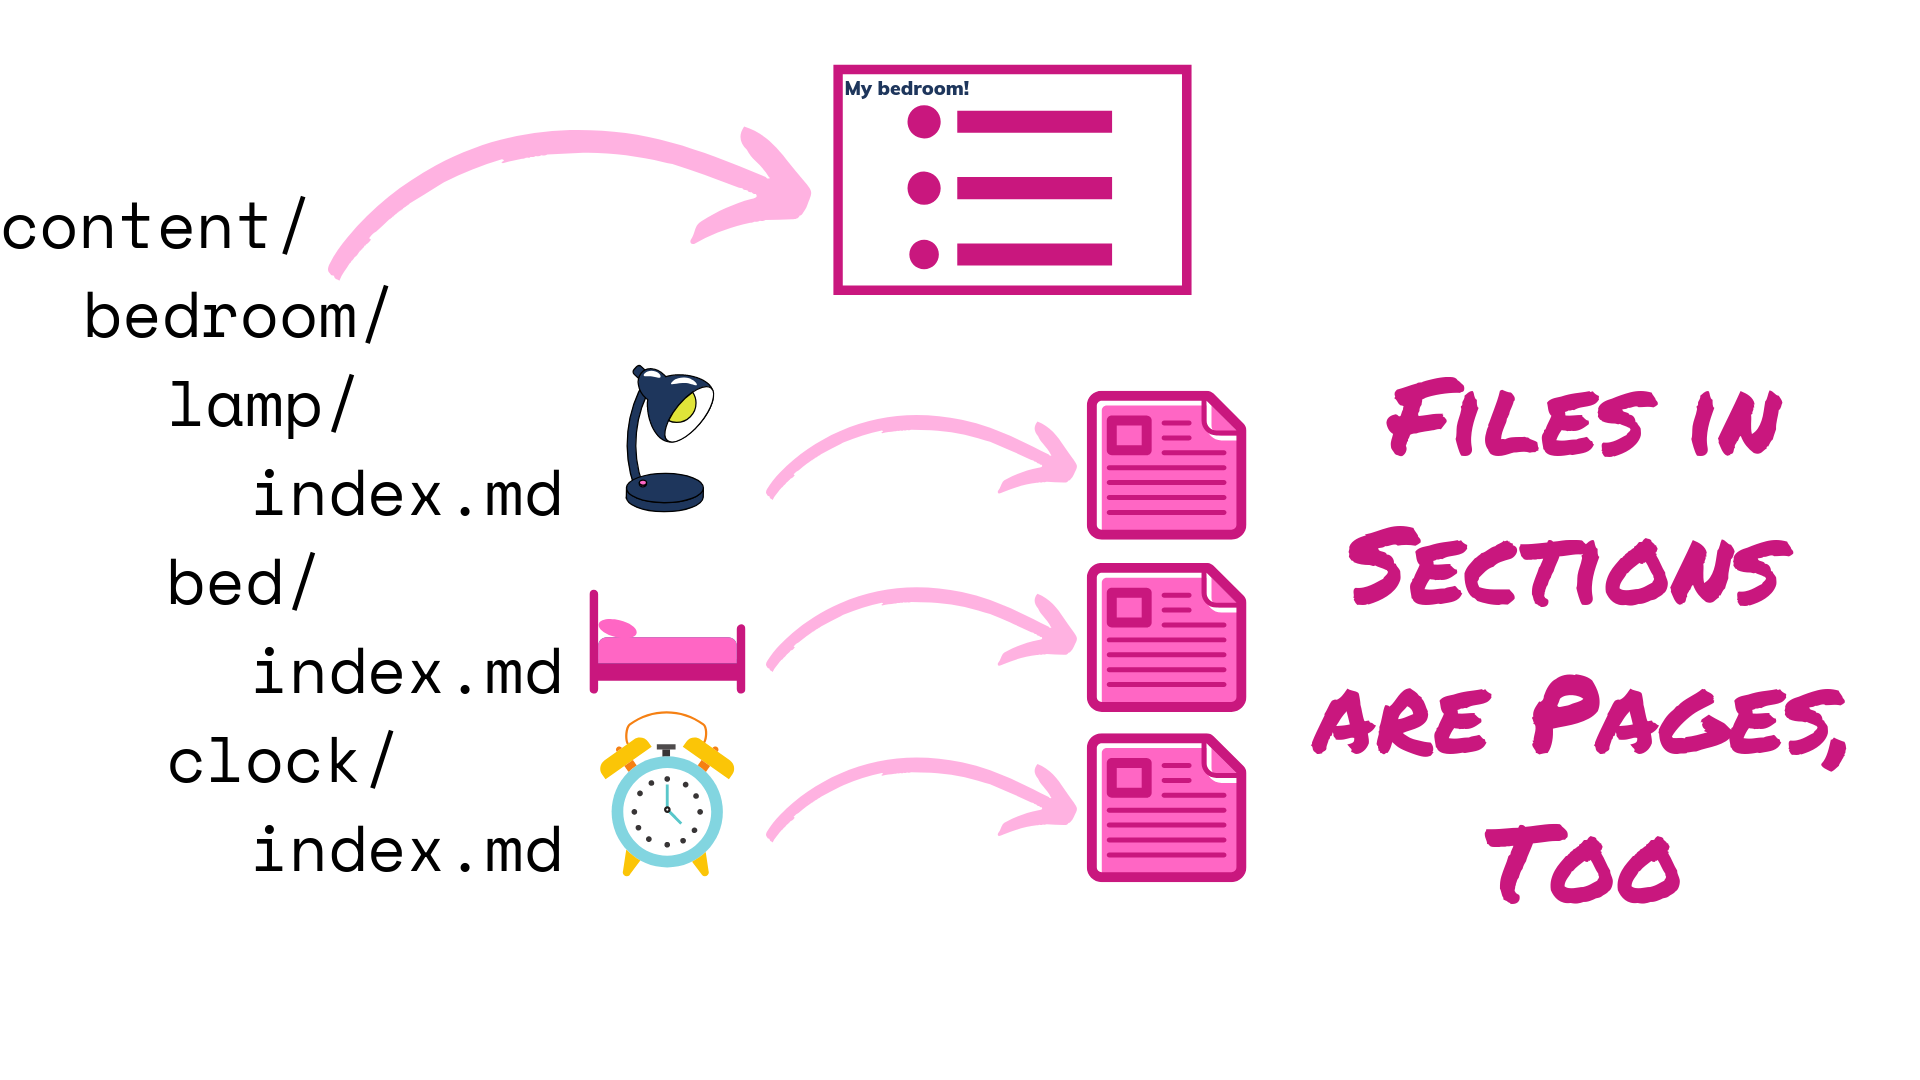 My bedroom!
content/
bedroom/
lamp/
index.md
bed/
index.md
clock/
index.md
Files in
Sections
are Pages,
Too